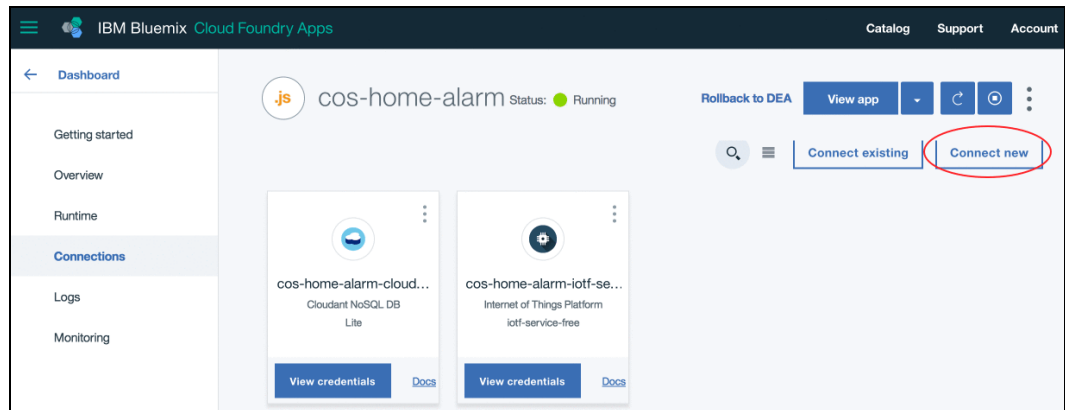 IBM Bluemix Cloud Foundry Apps
Catalog Support Account
Dashboard
Getting started
Overview
Runtime
Connections
Logs
Monitoring
.js
cos-home-alarm Status: Running
Rollback to DEA
View app
Connect existing
Connect new
cos-home-alarm-cloud...
Cloudant NoSQL DB
Lite
View credentials Docs
cos-home-alarm-iotf-se...
Internet of Things Platform
iotf-service-free
View credentials Docs